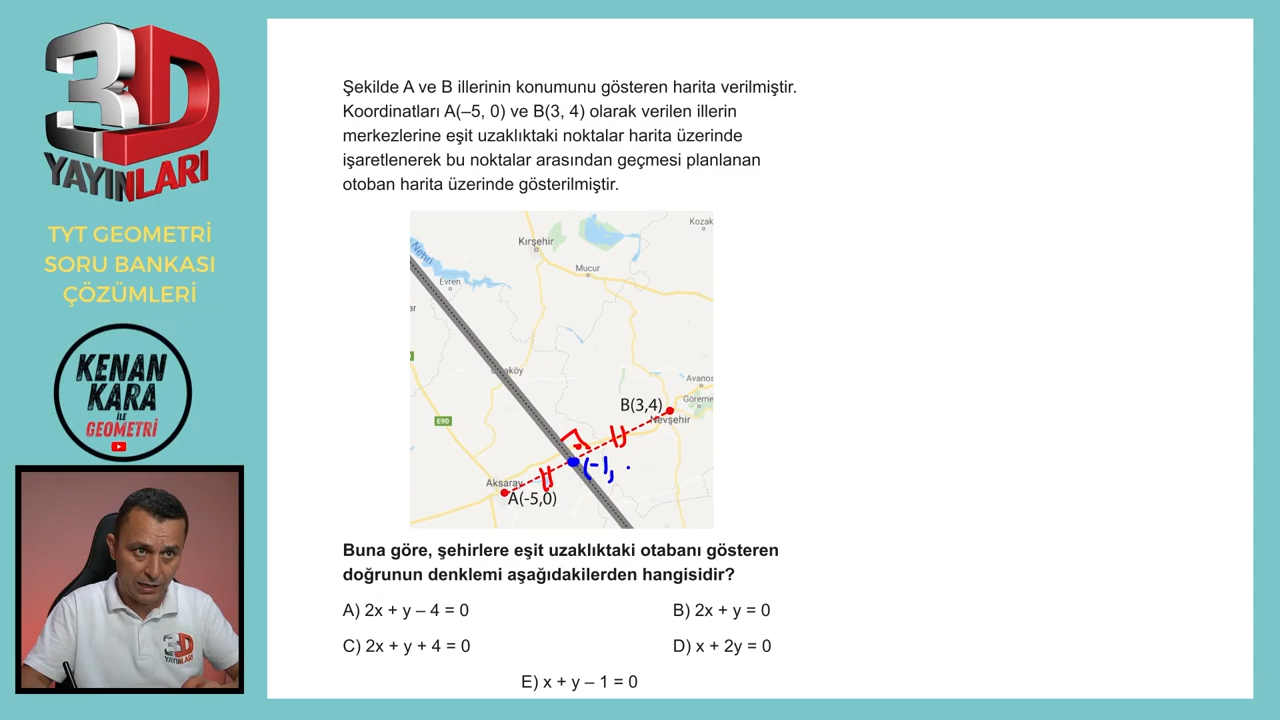 3D
YAYINLARI
TYT GEOMETRİ
SORU BANKASI
ÇÖZÜMLERİ
KENAN
KARA
İLE
GEOMETRİ
3D
YAYINLARI
Şekilde A ve B illerinin konumunu gösteren harita verilmiştir.
Koordinatları A(–5, 0) ve B(3, 4) olarak verilen illerin
merkezlerine eşit uzaklıktaki noktalar harita üzerinde
işaretlenerek bu noktalar arasından geçmesi planlanan
otoban harita üzerinde gösterilmiştir.
Kozak
Kırşehir
Nehri
Mucur
Evren
ar
Avanos
Göreme
B(3,4)
Nevşehir
E90
(-1,
Aksaray
A(-5,0)
Buna göre, şehirlere eşit uzaklıktaki otabanı gösteren
doğrunun denklemi aşağıdakilerden hangisidir?
A) 2x + y – 4 = 0
B) 2x + y = 0
C) 2x + y + 4 = 0
D) x + 2y = 0
E) x + y – 1 = 0